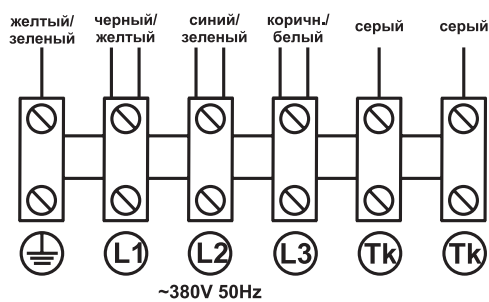 желтый/
зеленый
черный/
желтый
синий/
зеленый
коричн./
белый
серый
серый
L1
L2
L3
Tk
Tk
~380V 50Hz